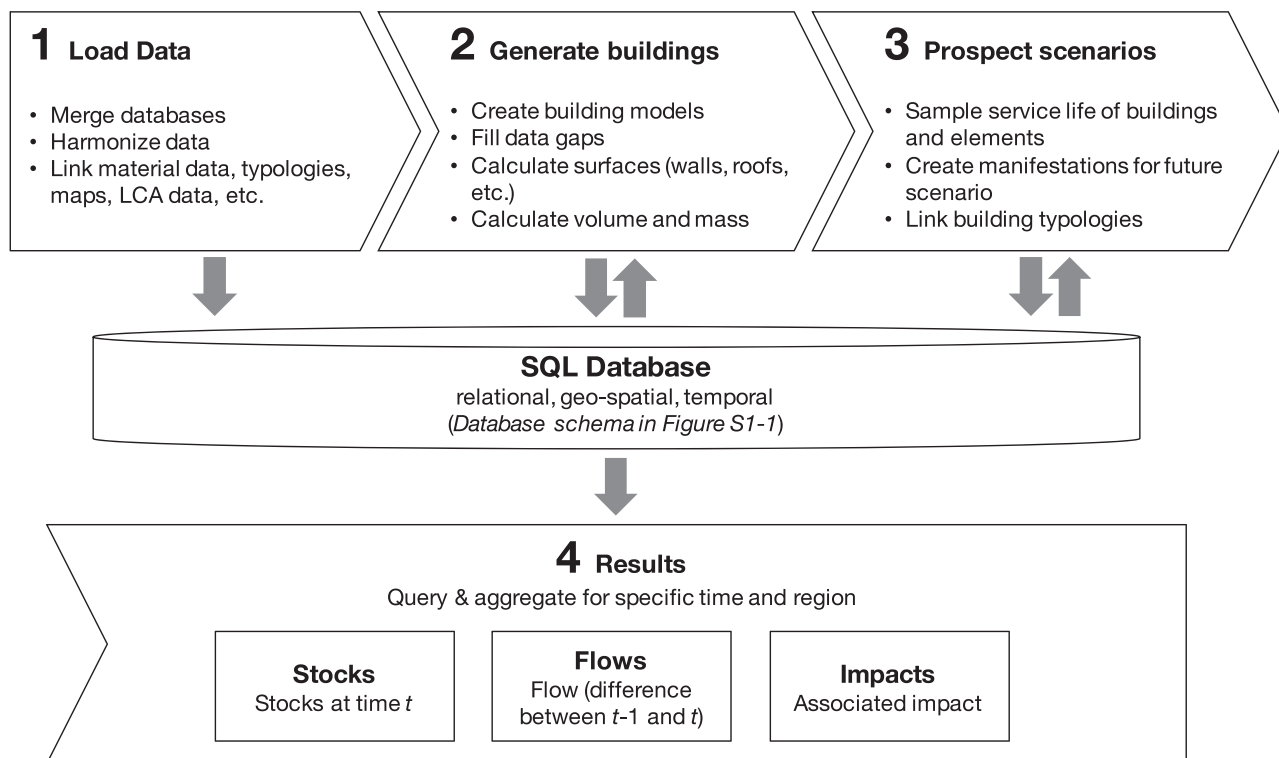 1 Load Data
• Merge databases
• Harmonize data
• Link material data, typologies,
maps, LCA data, etc.
2 Generate buildings
• Create building models
• Fill data gaps
• Calculate surfaces (walls, roofs,
etc.)
• Calculate volume and mass
3 Prospect scenarios
• Sample service life of buildings
and elements
• Create manifestations for future
scenario
• Link building typologies
SQL Database
relational, geo-spatial, temporal
(Database schema in Figure S1-1)
4 Results
Query & aggregate for specific time and region
Stocks
Stocks at time t
Flows
Flow (difference
between t-1 and t)
Impacts
Associated impact